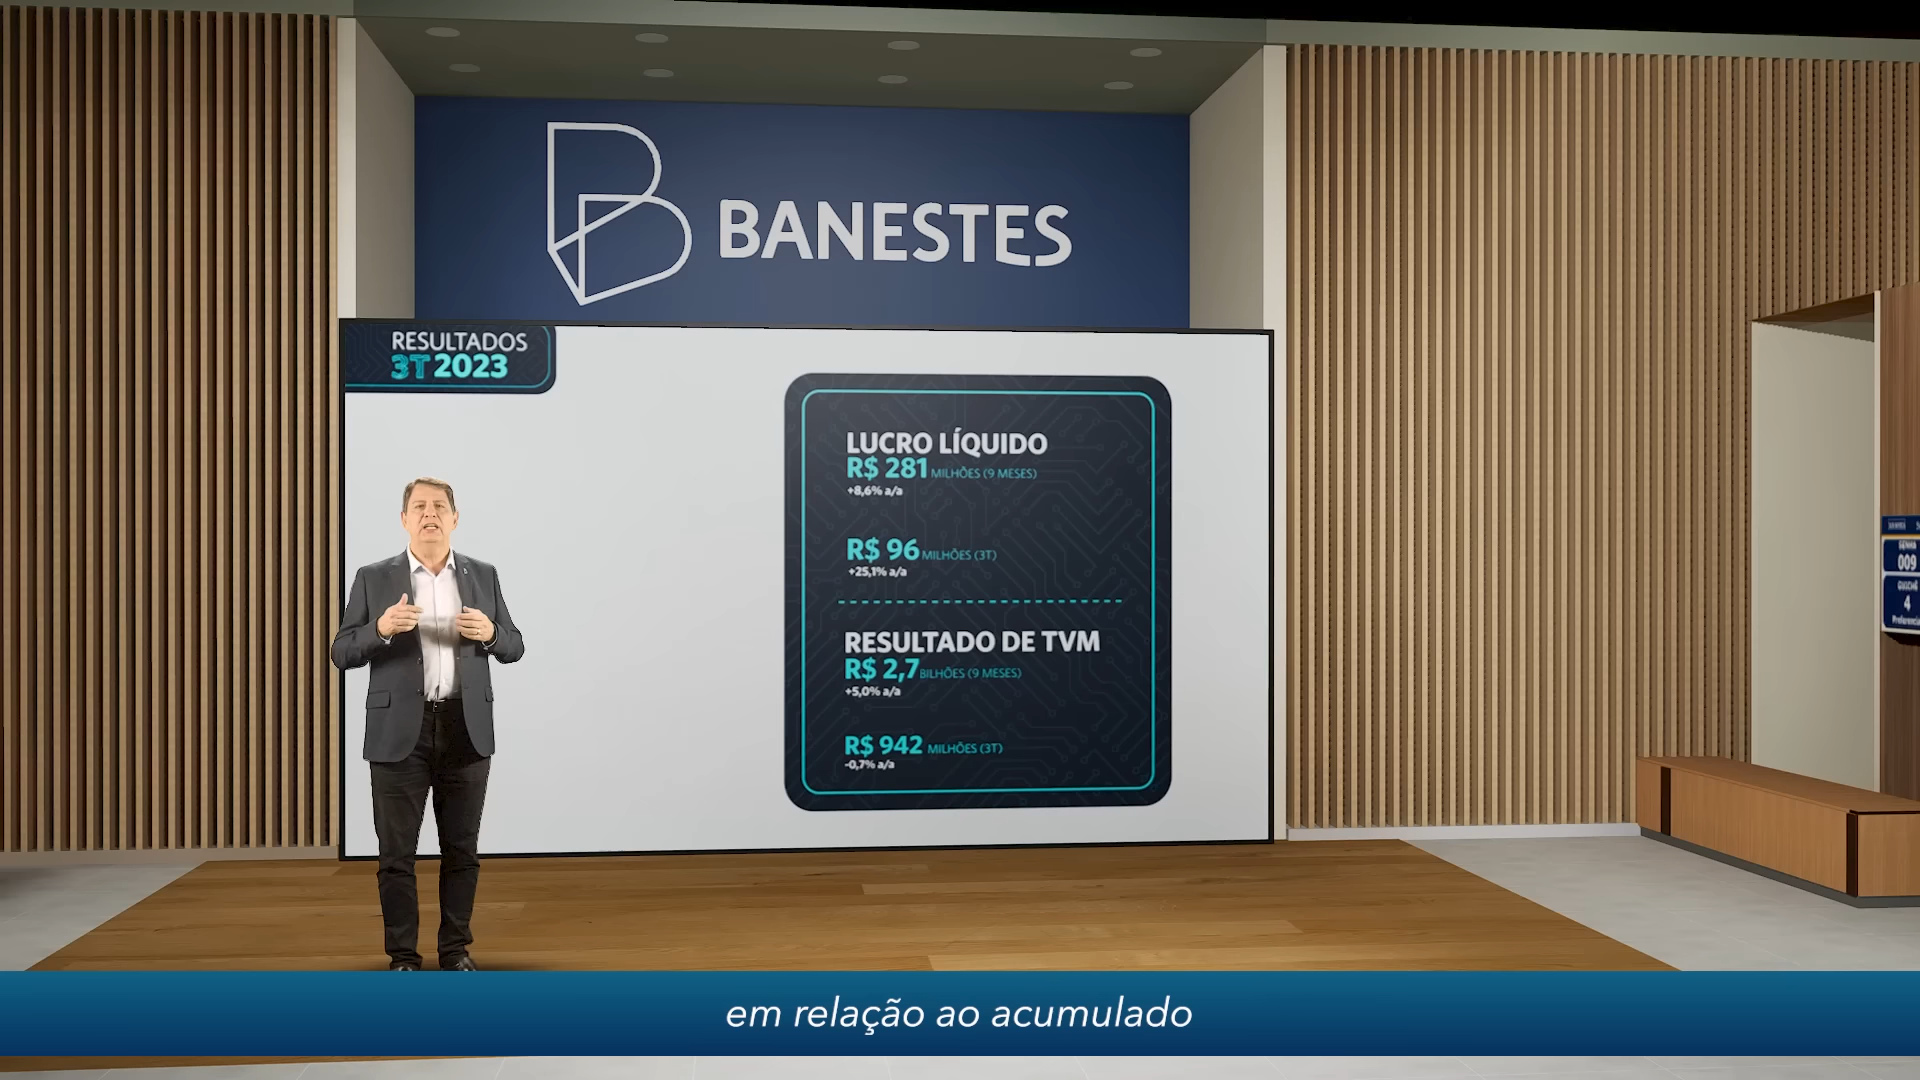 BANESTES
RESULTADOS
3T 2023
LUCRO LÍQUIDO
R$ 281 MILHÕES (9 MESES)
+8,6% a/a
R$ 96 MILHÕES (3T)
+25,1% a/a
RESULTADO DE TVM
R$ 2,7 BILHÕES (9 MESES)
+5,0% a/a
R$ 942 MILHÕES (3T)
-0,7% a/a
SENHA
009
GUICHÊ
4
em relação ao acumulado